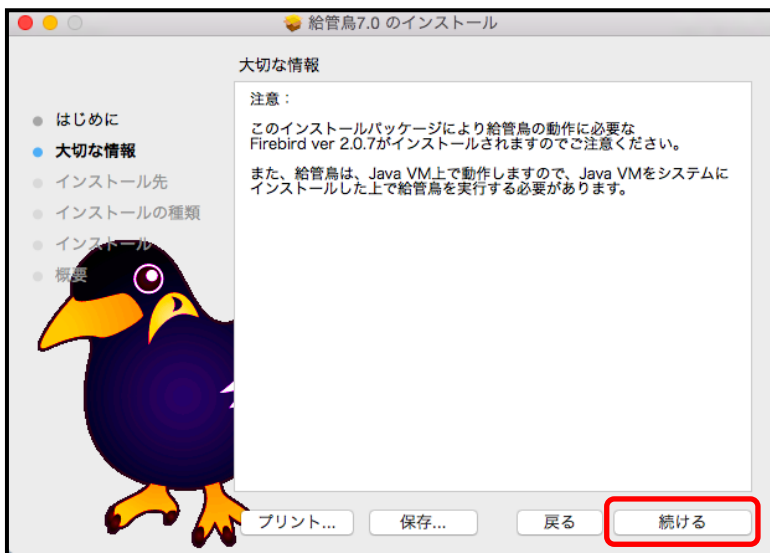 給管鳥7.0 のインストール
大切な情報
はじめに
大切な情報
インストール先
インストールの種類
インストール
概要
注意：
このインストールパッケージにより給管鳥の動作に必要な
Firebird ver 2.0.7がインストールされますのでご注意ください。
また、給管鳥は、Java VM上で動作しますので、Java VMをシステムに
インストールした上で給管鳥を実行する必要があります。
プリント...
保存...
戻る
続ける